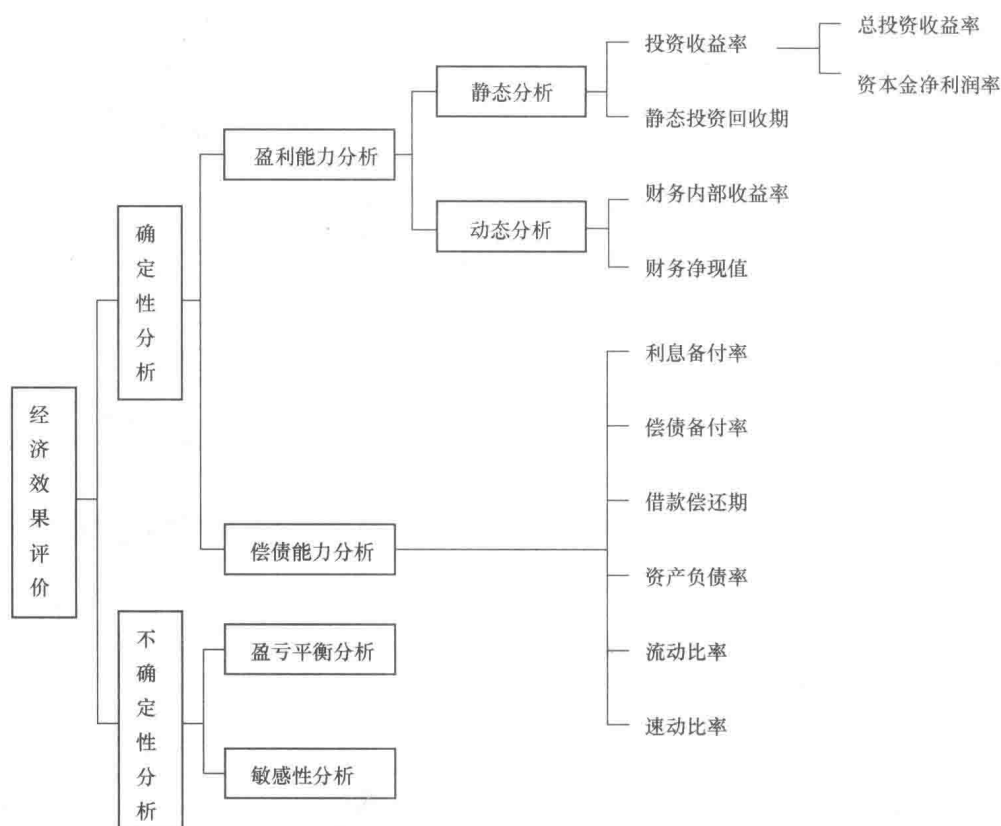 经济效果评价
确定性分析
盈利能力分析
静态分析
投资收益率
总投资收益率
资本金净利润率
静态投资回收期
动态分析
财务内部收益率
财务净现值
偿债能力分析
利息备付率
偿债备付率
借款偿还期
资产负债率
流动比率
速动比率
不确定性分析
盈亏平衡分析
敏感性分析